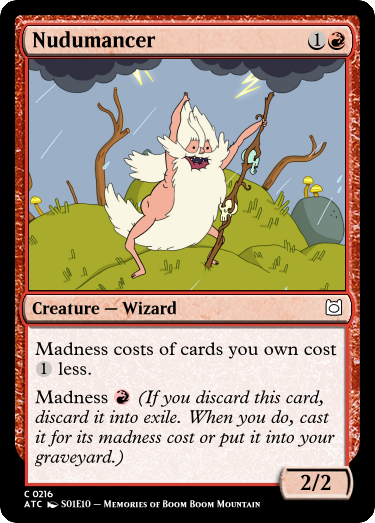 Nudumancer 1
Creature — Wizard
Madness costs of cards you own cost
1 less.
Madness (If you discard this card,
discard it into exile. When you do, cast
it for its madness cost or put it into your
graveyard.)
2/2
C 0216
ATC S01E10 – Memories of Boom Boom Mountain